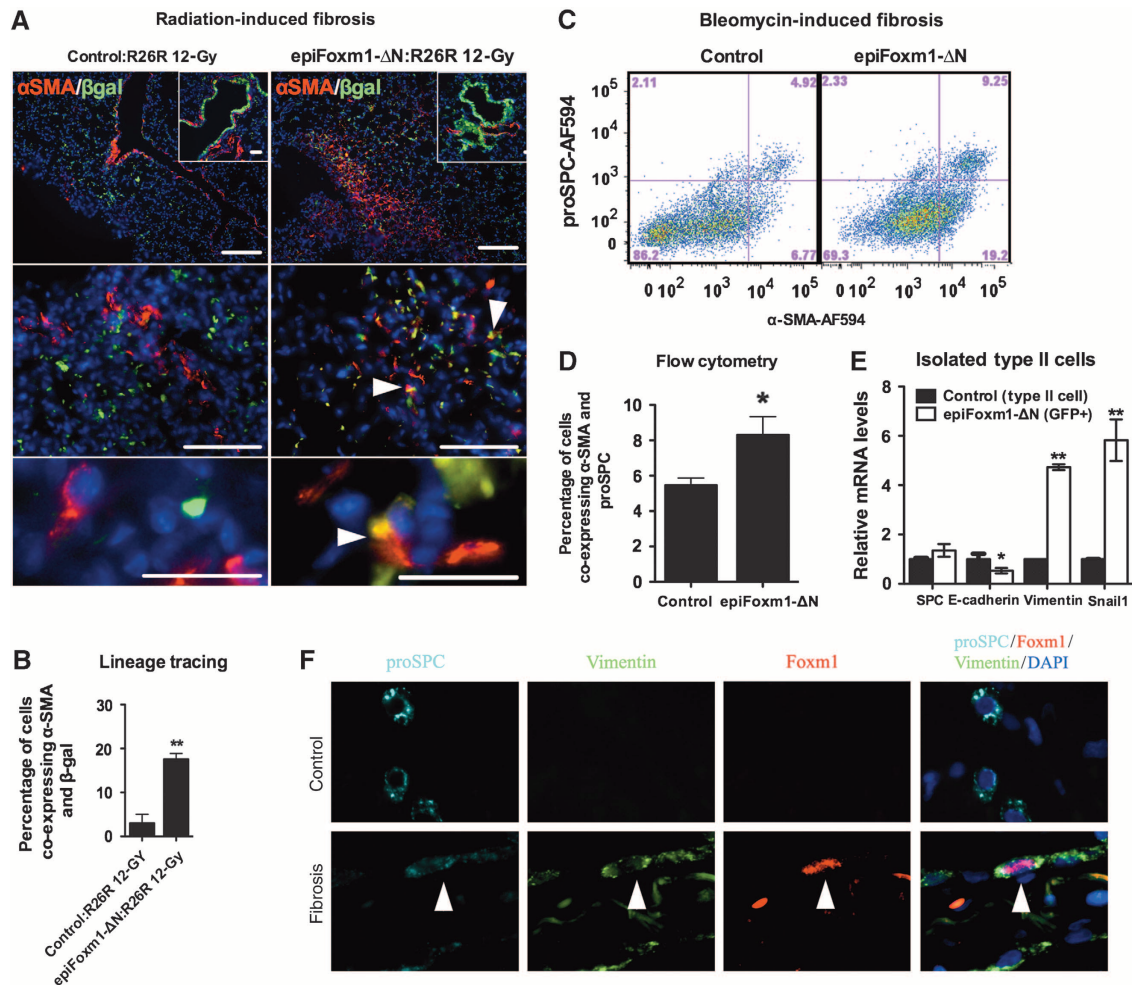 A
Radiation-induced fibrosis
Control:R26R 12-Gy
epiFoxm1-ΔN:R26R 12-Gy
αSMA/βgal
αSMA/βgal
B
Lineage tracing
Percentage of cells
co-expressing α-SMA
and β-gal
30
20
10
0
Control:R26R 12-GY
epiFoxm1-ΔN:R26R 12-Gy
**
C
Bleomycin-induced fibrosis
Control
epiFoxm1-ΔN
proSPC-AF594
10⁵
10⁴
10³
10²
0
2.11
4.92
86.2
6.77
2.33
9.25
69.3
19.2
0 10² 10³ 10⁴ 10⁵
0 10² 10³ 10⁴ 10⁵
α-SMA-AF594
D
Flow cytometry
Percentage of cells
co-expressing α-SMA and
proSPC
10
8
6
4
2
0
*
Control
epiFoxm1-ΔN
E
Isolated type II cells
Control (type II cell)
epiFoxm1-ΔN (GFP+)
Relative mRNA levels
8
6
4
2
0
*
**
**
SPC
E-cadherin
Vimentin
Snail1
F
proSPC
Vimentin
Foxm1
proSPC/Foxm1/
Vimentin/DAPI
Control
Fibrosis